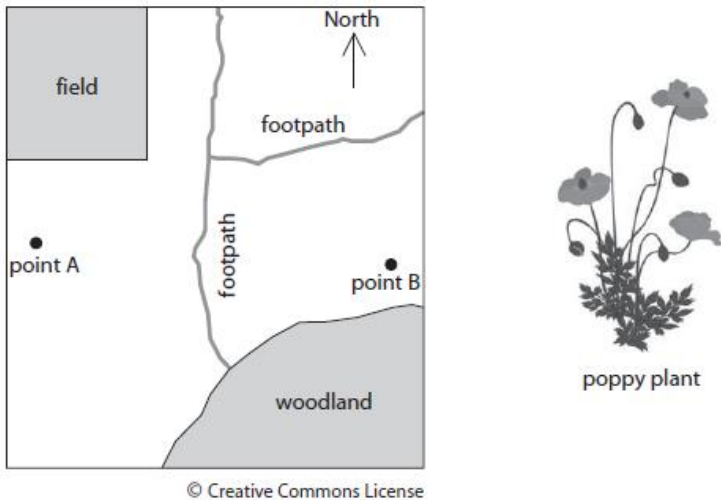 North
field
footpath
footpath
point A
point B
woodland
poppy plant
© Creative Commons License